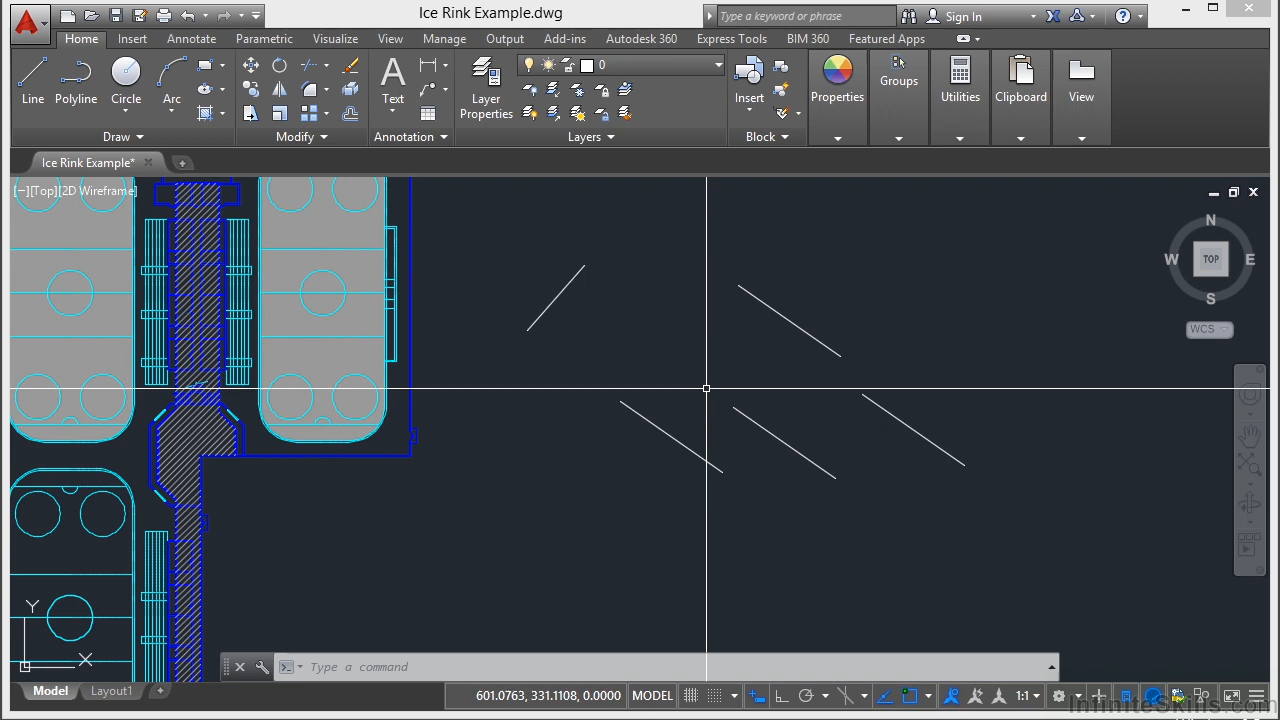 Ice Rink Example.dwg
Type a keyword or phrase
Sign In
Home Insert Annotate Parametric Visualize View Manage Output Add-ins Autodesk 360 Express Tools BIM 360 Featured Apps
0
Line Polyline Circle Arc
Text
Layer
Properties
Insert
Properties
Groups
Utilities
Clipboard
View
Draw Modify Annotation Layers Block
Ice Rink Example*
[−][Top][2D Wireframe]
N
W TOP E
S
WCS
Y
X
Type a command
Model Layout1
601.0763, 331.1108, 0.0000 MODEL 1:1
InfiniteSkills.com